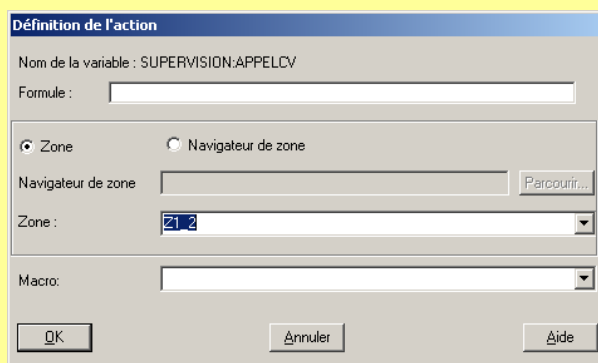 Définition de l'action
Nom de la variable : SUPERVISION:APPELCV
Formule :
Zone Navigateur de zone
Navigateur de zone Parcourir...
Zone : Z1_2
Macro:
OK Annuler Aide